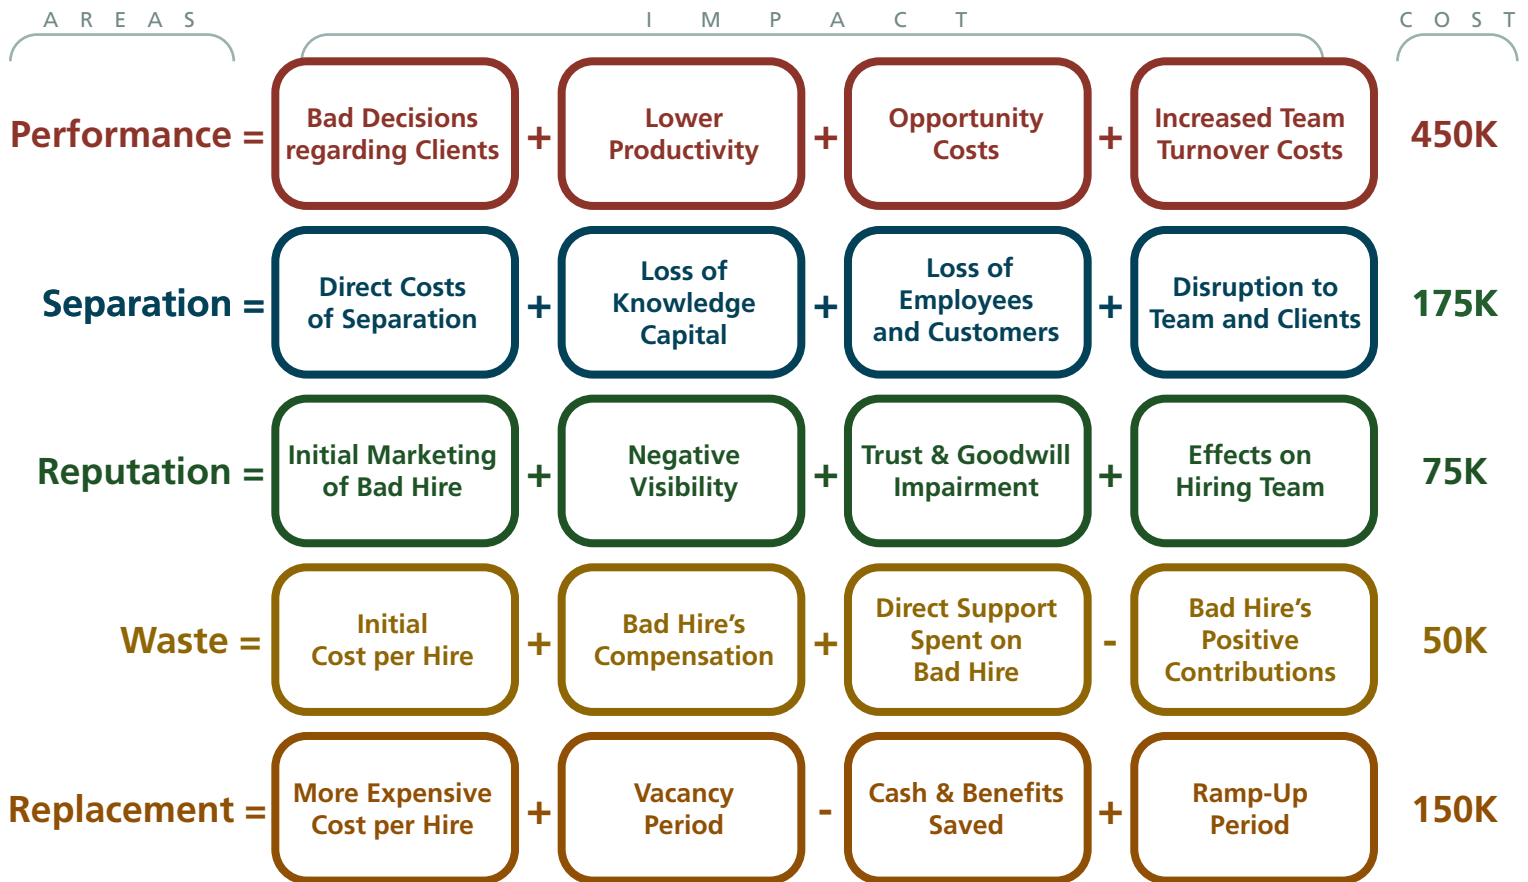 AREAS IMPACT COST
Performance = Bad Decisions regarding Clients + Lower Productivity + Opportunity Costs + Increased Team Turnover Costs 450K
Separation = Direct Costs of Separation + Loss of Knowledge Capital + Loss of Employees and Customers + Disruption to Team and Clients 175K
Reputation = Initial Marketing of Bad Hire + Negative Visibility + Trust & Goodwill Impairment + Effects on Hiring Team 75K
Waste = Initial Cost per Hire + Bad Hire’s Compensation + Direct Support Spent on Bad Hire - Bad Hire’s Positive Contributions 50K
Replacement = More Expensive Cost per Hire + Vacancy Period - Cash & Benefits Saved + Ramp-Up Period 150K